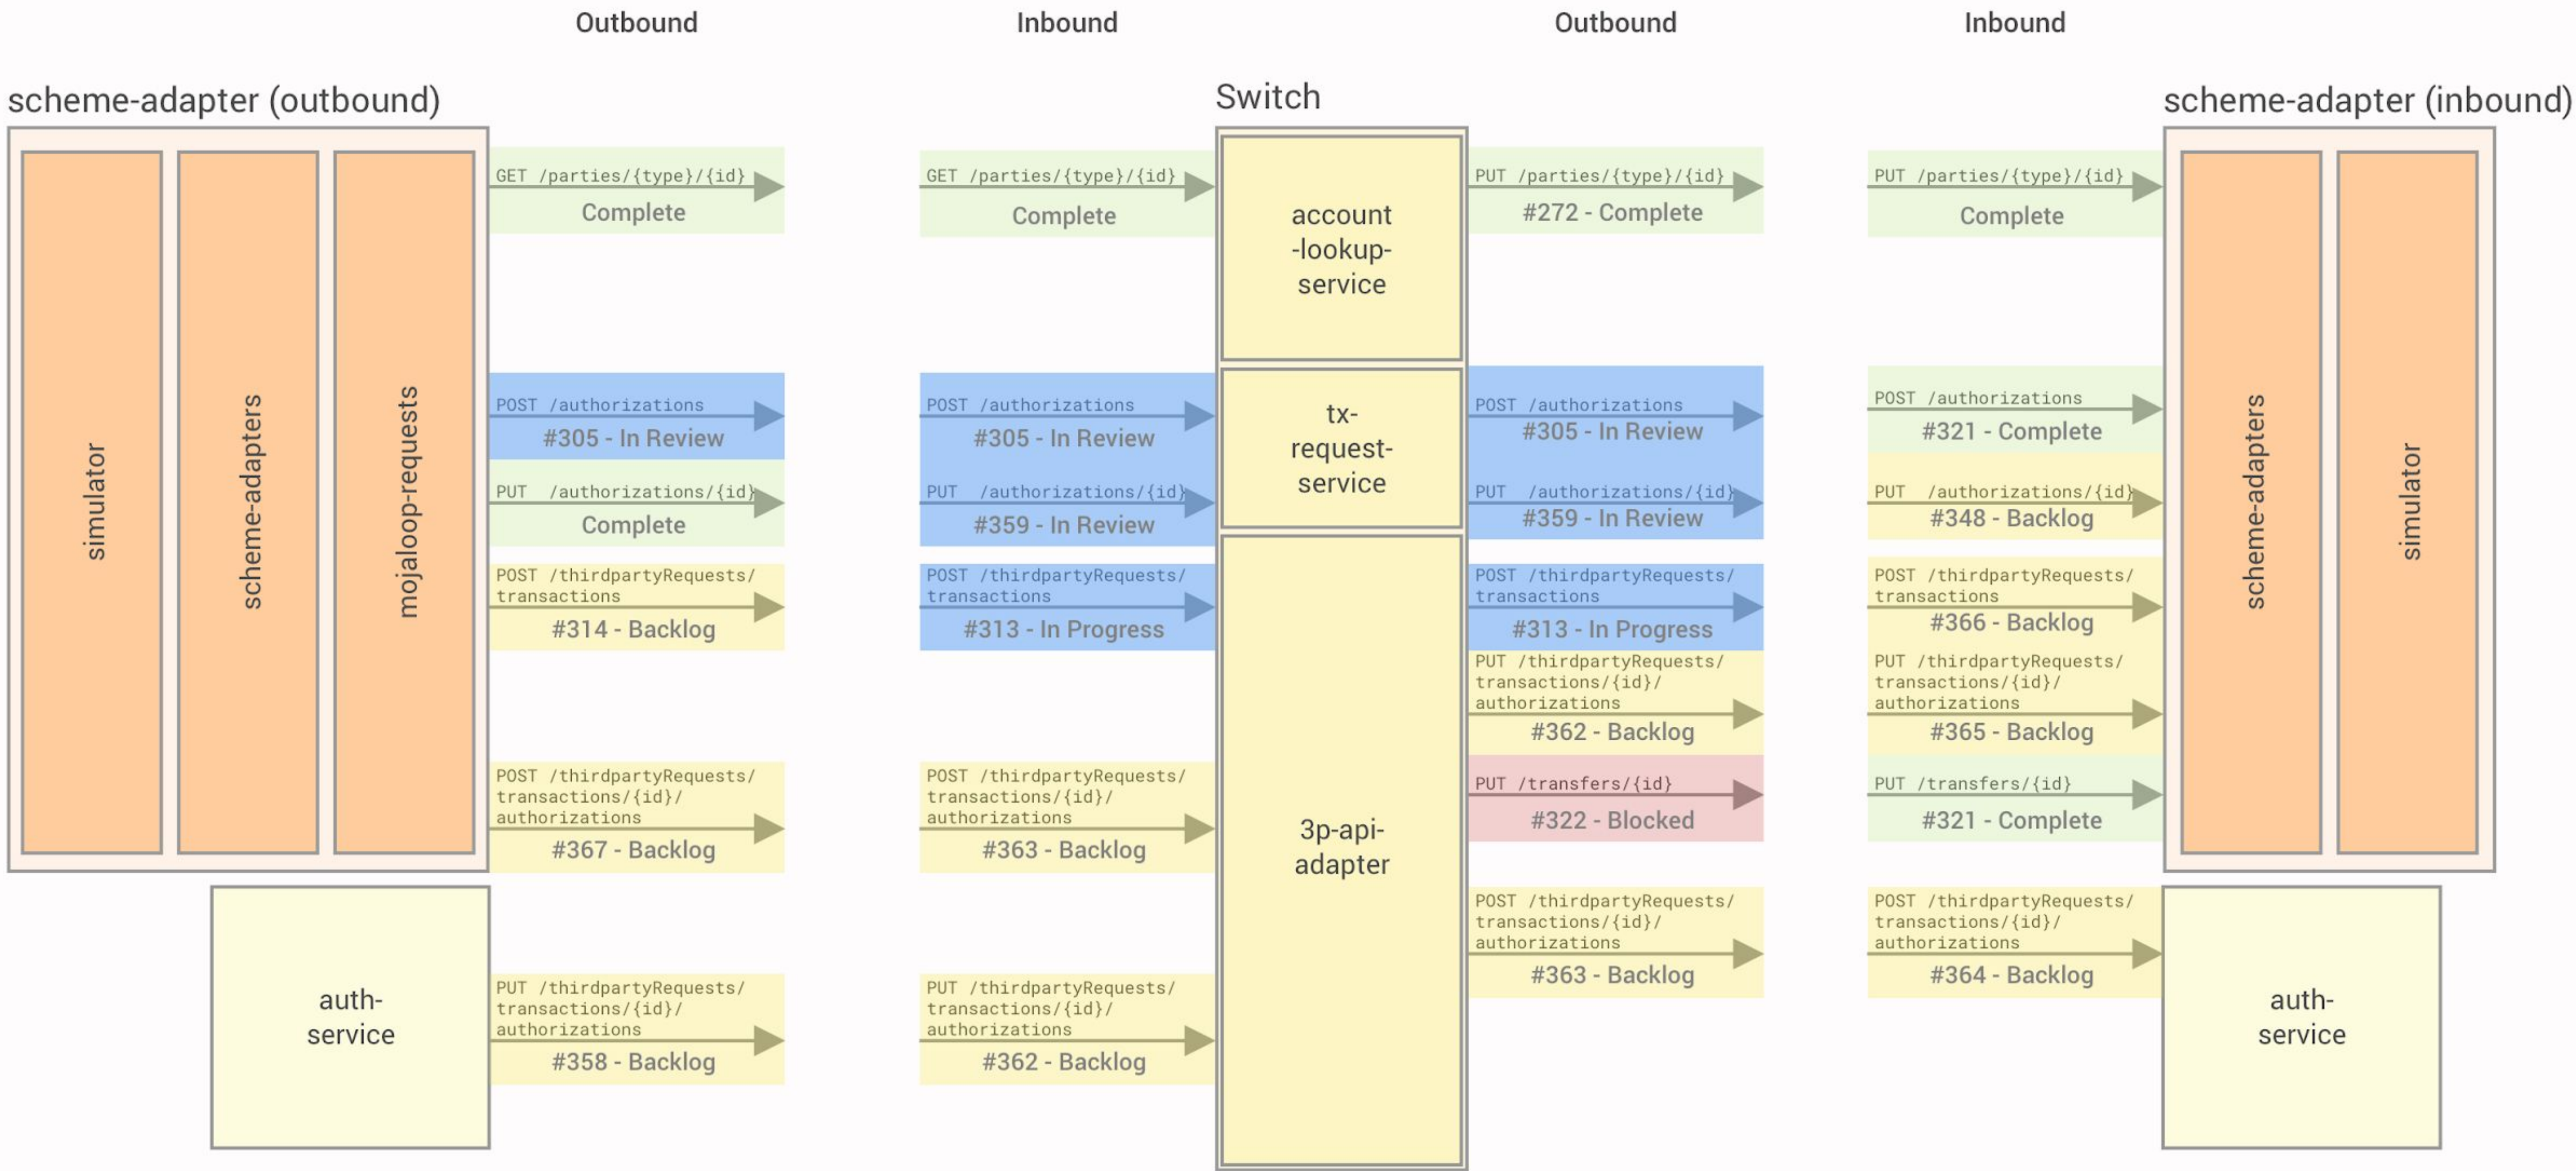 Outbound
Inbound
Outbound
Inbound
scheme-adapter (outbound)
Switch
scheme-adapter (inbound)
simulator
scheme-adapters
mojaloop-requests
GET /parties/{type}/{id}
Complete
POST /authorizations
#305 - In Review
PUT /authorizations/{id}
Complete
POST /thirdpartyRequests/
transactions
#314 - Backlog
POST /thirdpartyRequests/
transactions/{id}/
authorizations
#367 - Backlog
auth-
service
PUT /thirdpartyRequests/
transactions/{id}/
authorizations
#358 - Backlog
GET /parties/{type}/{id}
Complete
POST /authorizations
#305 - In Review
PUT /authorizations/{id}
#359 - In Review
POST /thirdpartyRequests/
transactions
#313 - In Progress
POST /thirdpartyRequests/
transactions/{id}/
authorizations
#363 - Backlog
PUT /thirdpartyRequests/
transactions/{id}/
authorizations
#362 - Backlog
account
-lookup-
service
tx-
request-
service
3p-api-
adapter
PUT /parties/{type}/{id}
#272 - Complete
POST /authorizations
#305 - In Review
PUT /authorizations/{id}
#359 - In Review
POST /thirdpartyRequests/
transactions
#313 - In Progress
PUT /thirdpartyRequests/
transactions/{id}/
authorizations
#362 - Backlog
PUT /transfers/{id}
#322 - Blocked
POST /thirdpartyRequests/
transactions/{id}/
authorizations
#363 - Backlog
PUT /parties/{type}/{id}
Complete
POST /authorizations
#321 - Complete
PUT /authorizations/{id}
#348 - Backlog
POST /thirdpartyRequests/
transactions
#366 - Backlog
PUT /thirdpartyRequests/
transactions/{id}/
authorizations
#365 - Backlog
PUT /transfers/{id}
#321 - Complete
POST /thirdpartyRequests/
transactions/{id}/
authorizations
#364 - Backlog
scheme-adapters
simulator
auth-
service